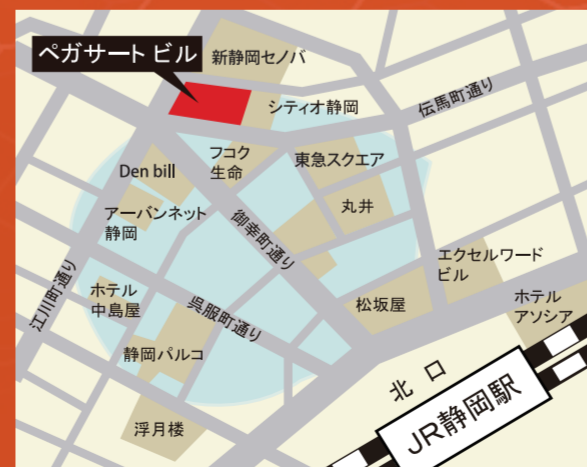 新静岡セノバ
ペガサート ビル
シティオ静岡
伝馬町通り
フコク
生命
東急スクエア
Den bill
丸井
アーバンネット
静岡
御幸町通り
エクセルワード
ビル
江川町通り
ホテル
中島屋
呉服町通り
松坂屋
ホテル
アソシア
静岡パルコ
北 口
JR静岡駅
浮月楼